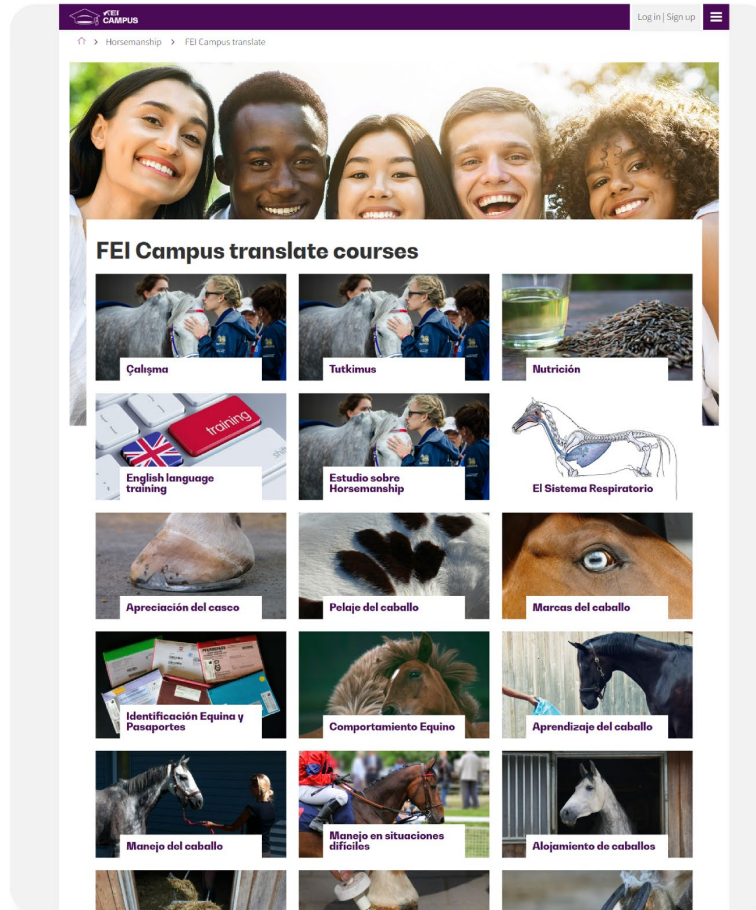 FEI
CAMPUS
Log in | Sign up
Horsemanship > FEI Campus translate
FEI Campus translate courses
Çalışma
Tutkimus
Nutrición
training
English language
training
Estudio sobre
Horsemanship
El Sistema Respiratorio
Apreciación del casco
Pelaje del caballo
Marcas del caballo
Identificación Equina y
Pasaportes
Comportamiento Equino
Aprendizaje del caballo
Manejo del caballo
Manejo en situaciones
difíciles
Alojamiento de caballos